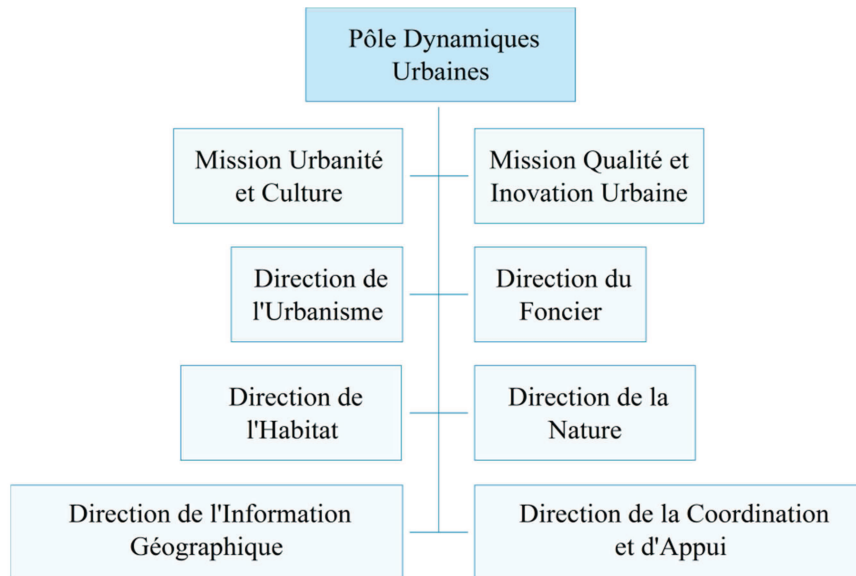 Pôle Dynamiques
Urbaines
Mission Urbanité
et Culture
Mission Qualité et
Inovation Urbaine
Direction de
l'Urbanisme
Direction du
Foncier
Direction de
l'Habitat
Direction de la
Nature
Direction de l'Information
Géographique
Direction de la Coordination
et d'Appui